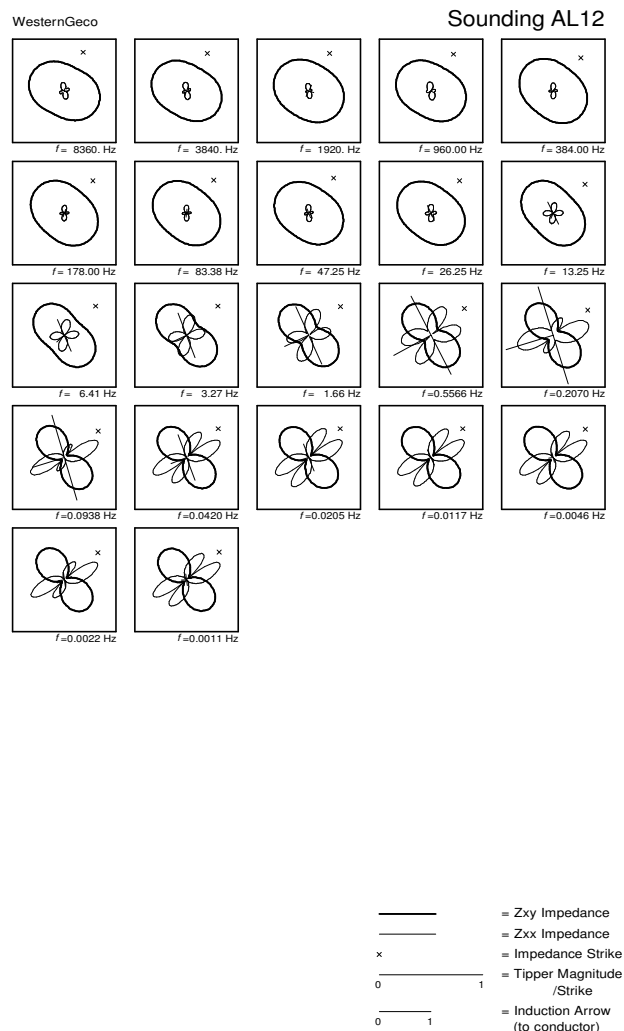 WesternGeco
Sounding AL12
f = 8360. Hz
f = 3840. Hz
f = 1920. Hz
f = 960.00 Hz
f = 384.00 Hz
f = 178.00 Hz
f = 83.38 Hz
f = 47.25 Hz
f = 26.25 Hz
f = 13.25 Hz
f = 6.41 Hz
f = 3.27 Hz
f = 1.66 Hz
f =0.5566 Hz
f =0.2070 Hz
f =0.0938 Hz
f =0.0420 Hz
f =0.0205 Hz
f =0.0117 Hz
f =0.0046 Hz
f =0.0022 Hz
f =0.0011 Hz
= Zxy Impedance
= Zxx Impedance
× = Impedance Strike
= Tipper Magnitude
0 1 /Strike
= Induction Arrow
0 1 (to conductor)